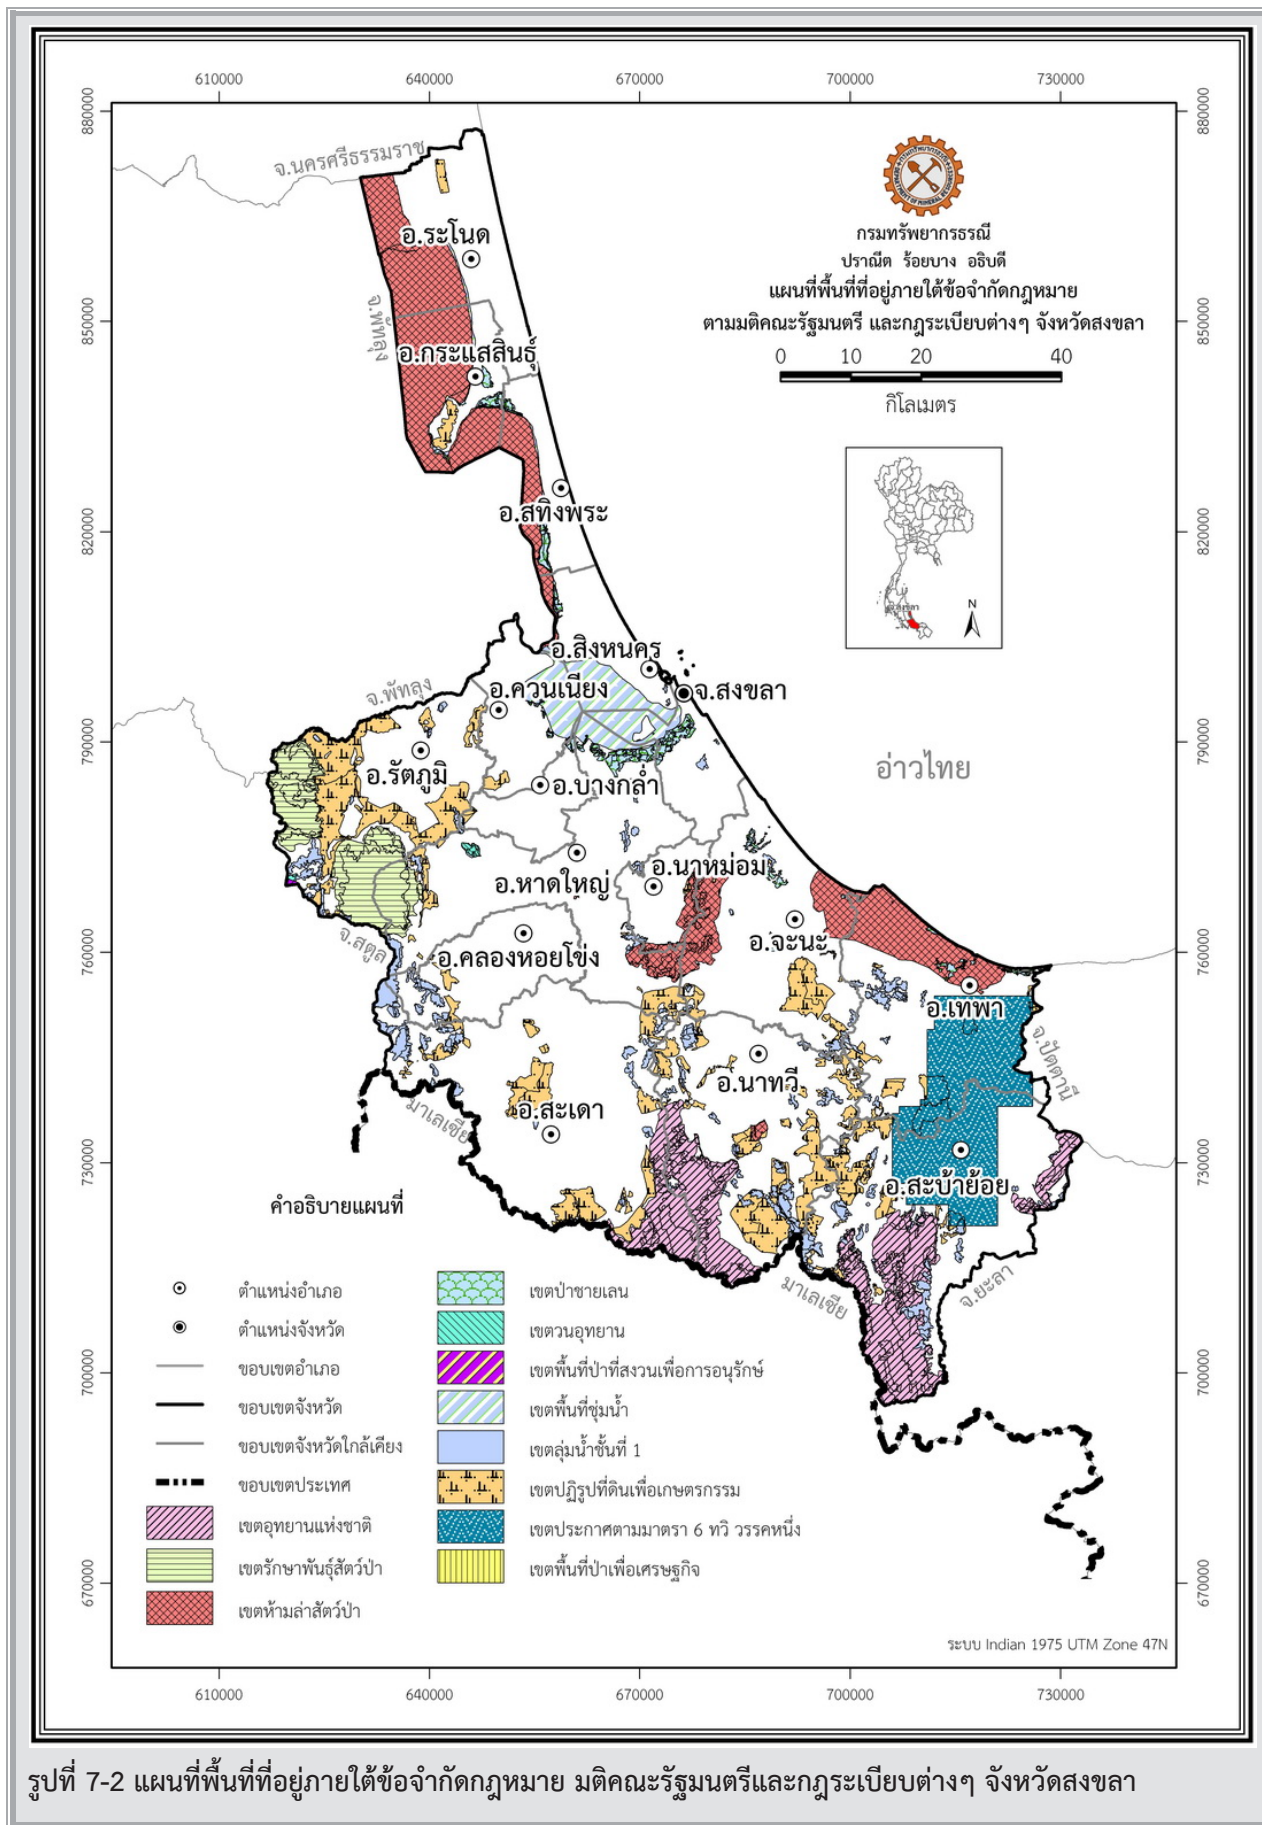 610000 640000 670000 700000 730000
880000 880000
กรมทรัพยากรธรณี
DEPARTMENT OF MINERAL RESOURCES
กรมทรัพยากรธรณี
ปราณีต ร้อยบาง อธิบดี
แผนที่พื้นที่ที่อยู่ภายใต้ข้อจำกัดกฎหมาย
ตามมติคณะรัฐมนตรี และกฎระเบียบต่างๆ จังหวัดสงขลา
0 10 20 40
กิโลเมตร
จ.นครศรีธรรมราช
อ.ระโนด
จ.พัทลุง
850000 850000
อ.กระแสสินธุ์
อ.สทิงพระ
820000 820000
จ.สงขลา
N
อ.สิงหนคร
อ.ควนเนียง
จ.สงขลา
จ.พัทลุง
790000 790000
อ.รัตภูมิ
อ.บางกล่ำ
อ่าวไทย
อ.นาหม่อม
อ.หาดใหญ่
อ.จะนะ
จ.สตูล
อ.คลองหอยโข่ง
760000 760000
อ.เทพา
จ.ปัตตานี
อ.นาทวี
มาเลเซีย
อ.สะเดา
730000 730000
อ.สะบ้าย้อย
มาเลเซีย
จ.ยะลา
คำอธิบายแผนที่
ตำแหน่งอำเภอ
ตำแหน่งจังหวัด
ขอบเขตอำเภอ
ขอบเขตจังหวัด
ขอบเขตจังหวัดใกล้เคียง
ขอบเขตประเทศ
เขตอุทยานแห่งชาติ
เขตรักษาพันธุ์สัตว์ป่า
เขตห้ามล่าสัตว์ป่า
เขตป่าชายเลน
เขตวนอุทยาน
เขตพื้นที่ป่าที่สงวนเพื่อการอนุรักษ์
เขตพื้นที่ชุ่มน้ำ
เขตลุ่มน้ำชั้นที่ 1
เขตปฏิรูปที่ดินเพื่อเกษตรกรรม
เขตประกาศตามมาตรา 6 ทวิ วรรคหนึ่ง
เขตพื้นที่ป่าเพื่อเศรษฐกิจ
700000 700000
670000 670000
ระบบ Indian 1975 UTM Zone 47N
610000 640000 670000 700000 730000
รูปที่ 7-2 แผนที่พื้นที่ที่อยู่ภายใต้ข้อจำกัดกฎหมาย มติคณะรัฐมนตรีและกฎระเบียบต่างๆ จังหวัดสงขลา